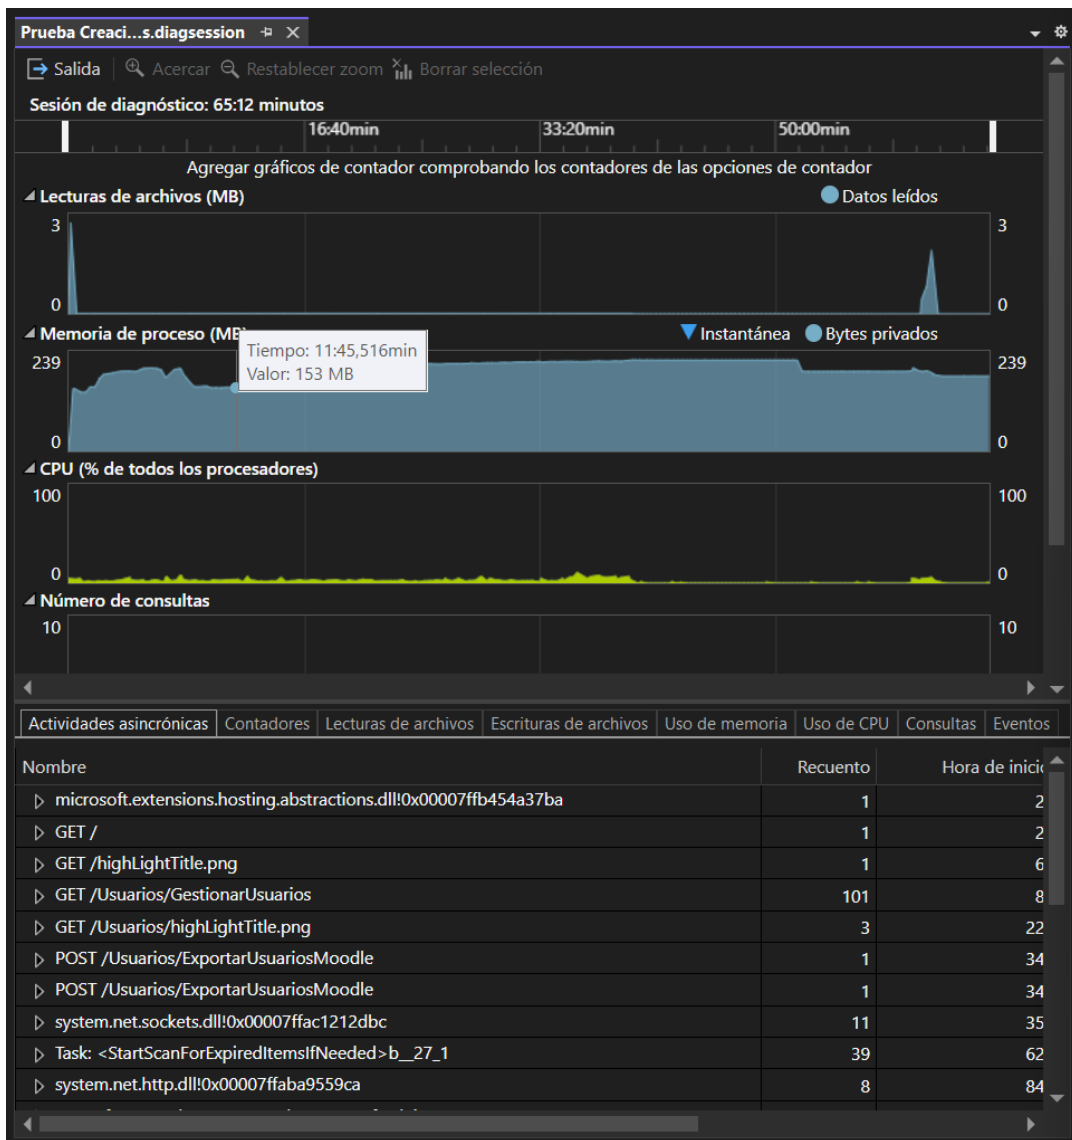 Prueba Creaci...s.diagsession
Salida Acercar Restablecer zoom Borrar selección
Sesión de diagnóstico: 65:12 minutos
16:40min 33:20min 50:00min
Agregar gráficos de contador comprobando los contadores de las opciones de contador
Lecturas de archivos (MB) Datos leídos
3 3
0 0
Memoria de proceso (MB) Instantánea Bytes privados
Tiempo: 11:45,516min
239 239
Valor: 153 MB
0 0
CPU (% de todos los procesadores)
100 100
0 0
Número de consultas
10 10
Actividades asincrónicas Contadores Lecturas de archivos Escrituras de archivos Uso de memoria Uso de CPU Consultas Eventos
Nombre Recuento Hora de inicio
microsoft.extensions.hosting.abstractions.dll!0x00007ffb454a37ba 1 2
GET / 1 2
GET /highLightTitle.png 1 6
GET /Usuarios/GestionarUsuarios 101 8
GET /Usuarios/highLightTitle.png 3 22
POST /Usuarios/ExportarUsuariosMoodle 1 34
POST /Usuarios/ExportarUsuariosMoodle 1 34
system.net.sockets.dll!0x00007ffac1212dbc 11 35
Task: <StartScanForExpiredItemsIfNeeded>b__27_1 39 62
system.net.http.dll!0x00007ffaba9559ca 8 84